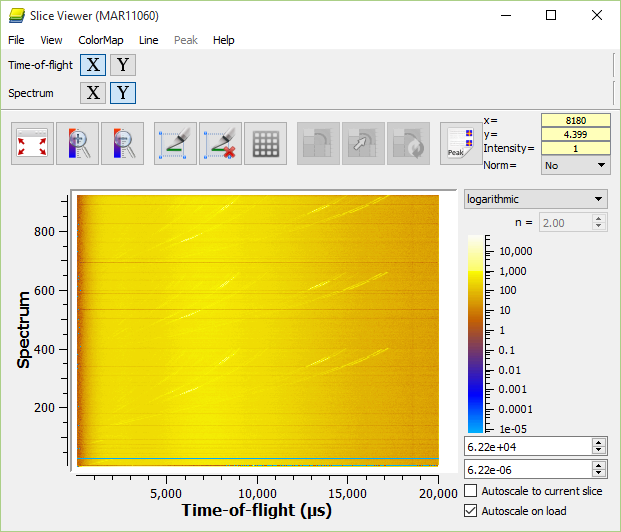 Slice Viewer (MAR11060)
File View ColorMap Line Peak Help
Time-of-flight X Y
Spectrum X Y
Peak
x= 8180
y= 4.399
Intensity= 1
Norm= No
logarithmic
n = 2.00
800
600
400
200
Spectrum
5,000 10,000 15,000 20,000
Time-of-flight (μs)
10,000
1,000
100
10
1
0.1
0.01
0.001
0.0001
1e-05
6.22e+04
6.22e-06
Autoscale to current slice
Autoscale on load